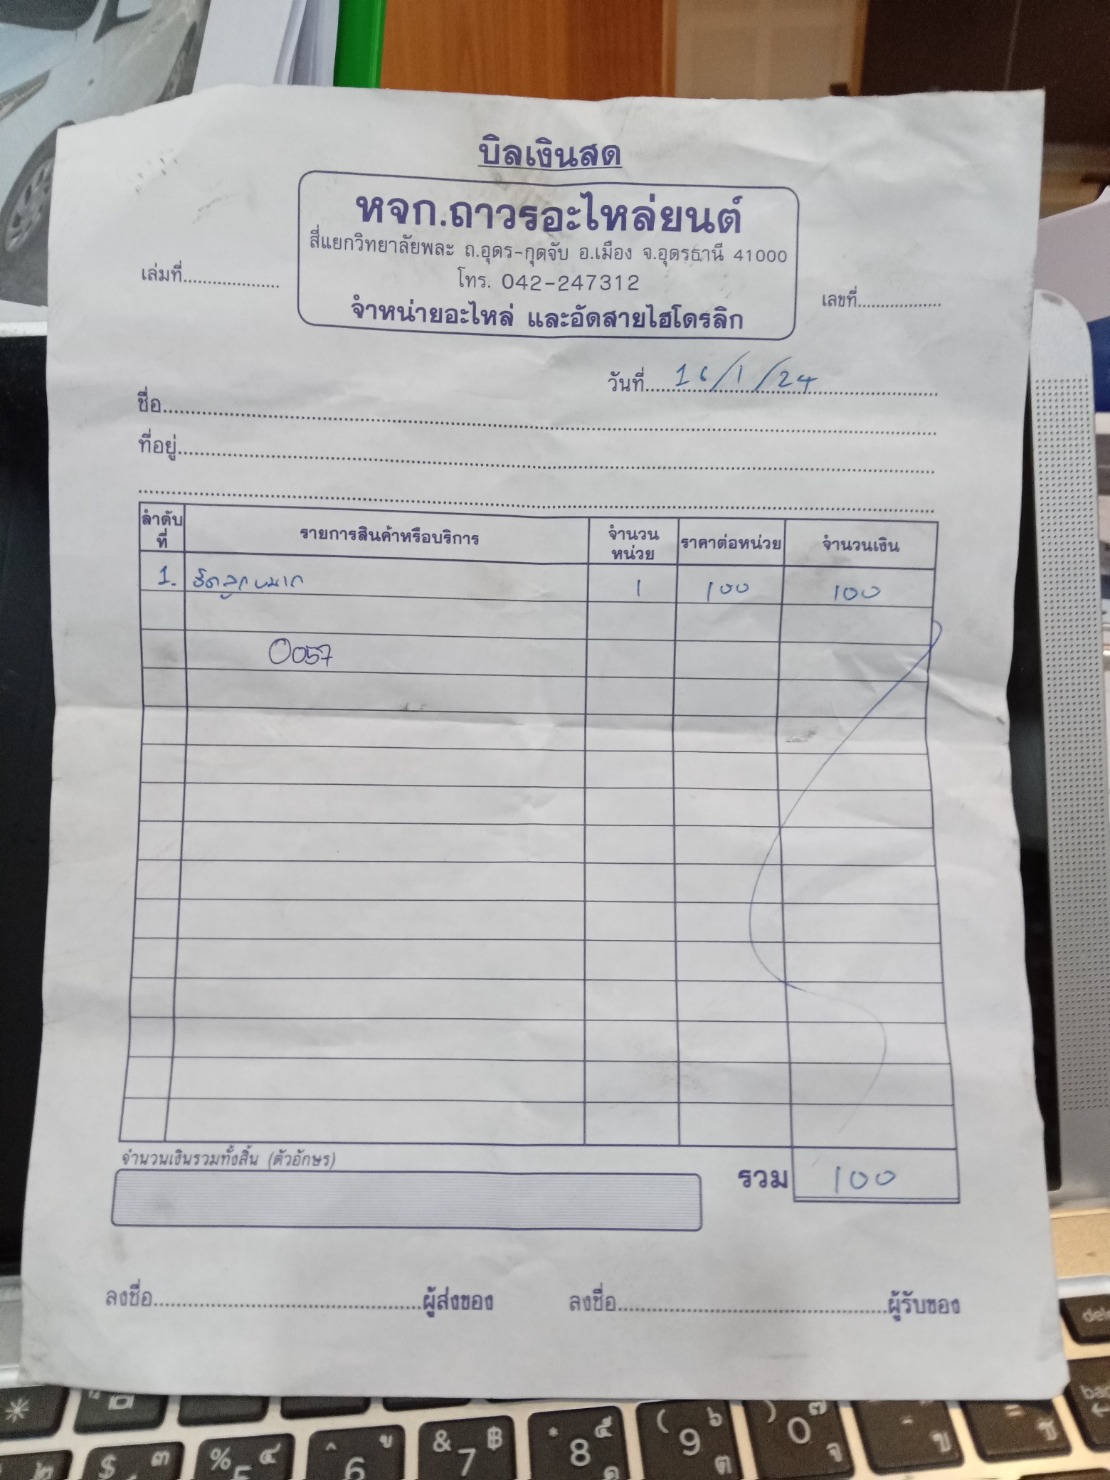 บิลเงินสด
หจก.ถาวรอะไหล่ยนต์
สี่แยกวิทยาลัยพละ ถ.อุดร-กุดจับ อ.เมือง จ.อุดรธานี 41000
โทร. 042-247312
จำหน่ายอะไหล่ และอัดสายไฮโดรลิก
เล่มที่....................
เลขที่....................
วันที่.... 16/1/24
ชื่อ....................
ที่อยู่....................
ลำดับที่ รายการสินค้าหรือบริการ จำนวนหน่วย ราคาต่อหน่วย จำนวนเงิน
1. อัดลูกหมาก 1 100 100
0057
จำนวนเงินรวมทั้งสิ้น (ตัวอักษร)
รวม 100
ลงชื่อ....................ผู้ส่งของ ลงชื่อ....................ผู้รับของ